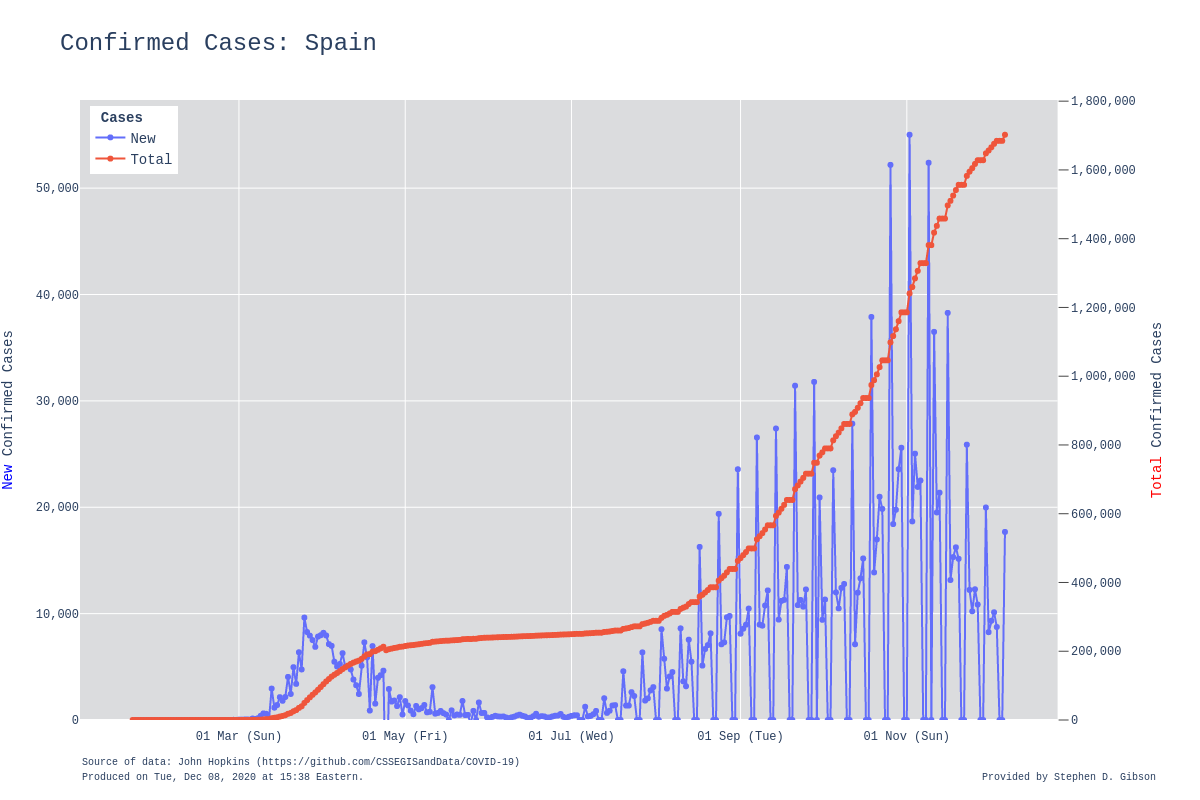 Confirmed Cases: Spain
Cases
New
Total
50,000
40,000
30,000
20,000
10,000
0
New Confirmed Cases
1,800,000
1,600,000
1,400,000
1,200,000
1,000,000
800,000
600,000
400,000
200,000
0
Total Confirmed Cases
01 Mar (Sun)
01 May (Fri)
01 Jul (Wed)
01 Sep (Tue)
01 Nov (Sun)
Source of data: John Hopkins (https://github.com/CSSEGISandData/COVID-19)
Produced on Tue, Dec 08, 2020 at 15:38 Eastern.
Provided by Stephen D. Gibson